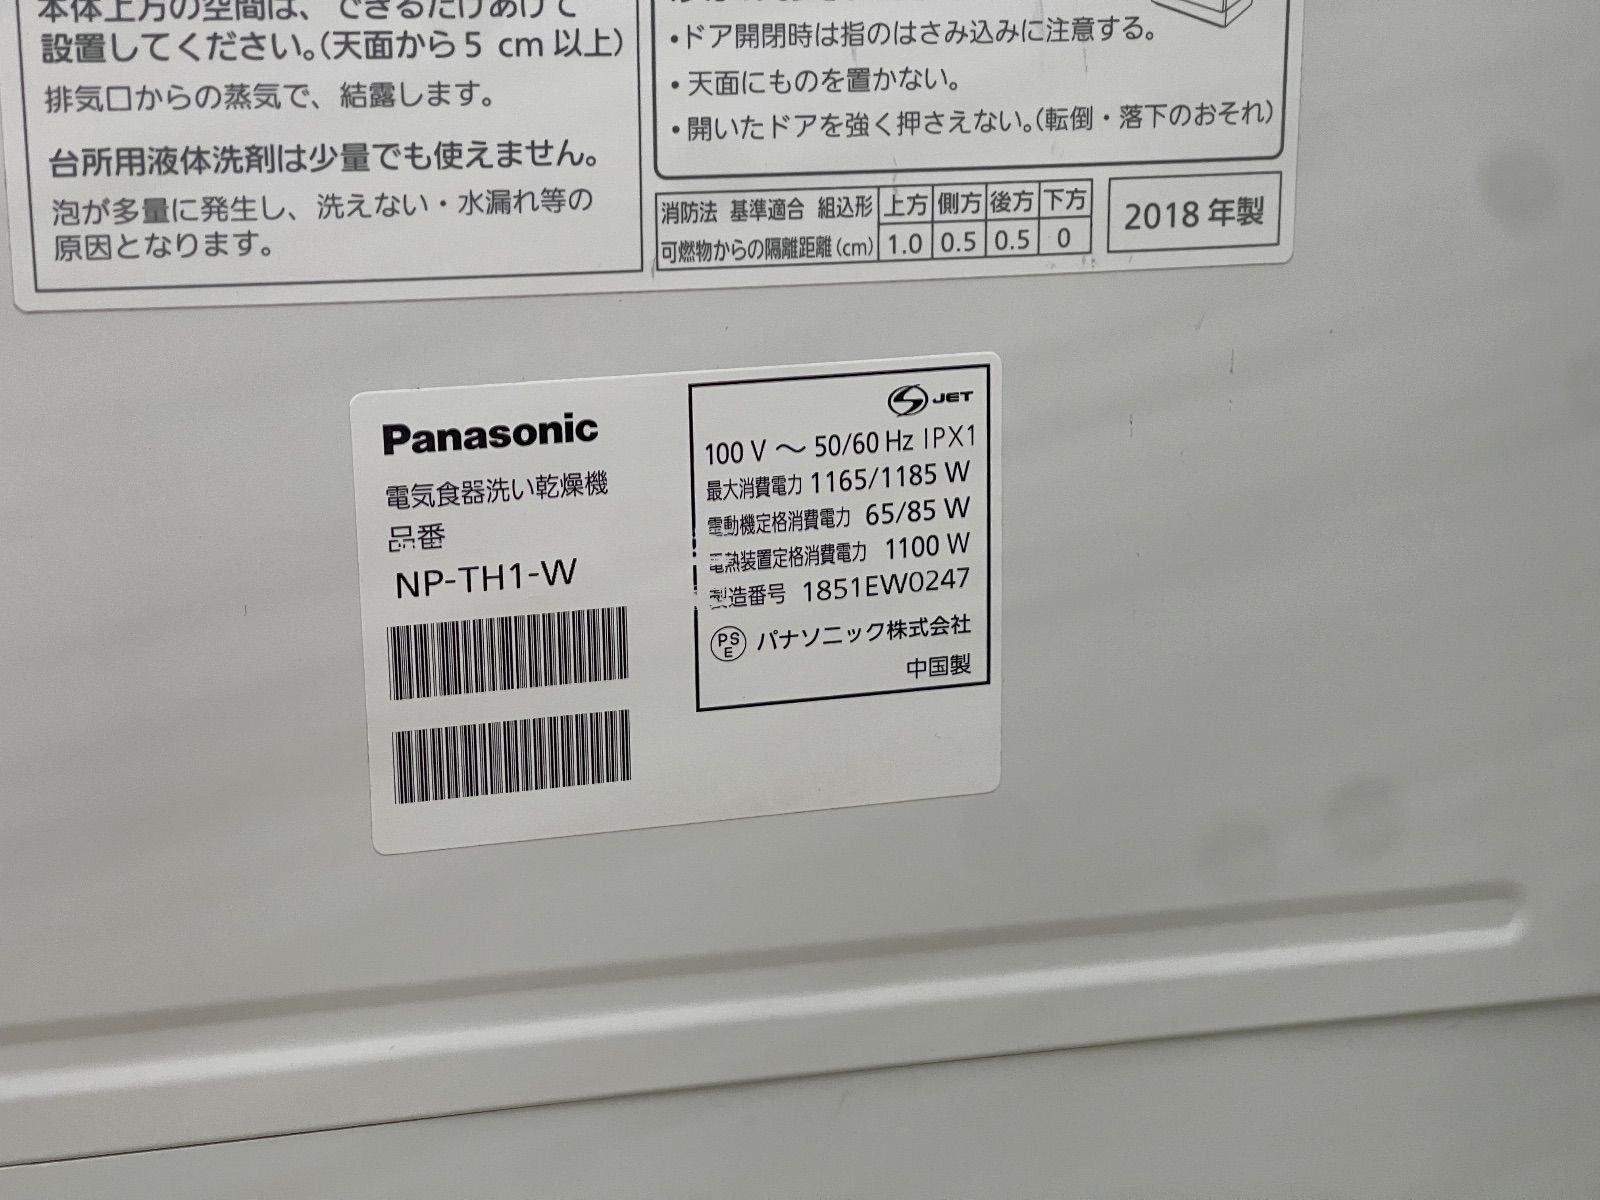 本体上方の空間は、できるだけあけて
設置してください。(天面から5 cm以上)
排気口からの蒸気で、結露します。
台所用液体洗剤は少量でも使えません。
泡が多量に発生し、洗えない・水漏れ等の
原因となります。
・ドア開閉時は指のはさみ込みに注意する。
・天面にものを置かない。
・開いたドアを強く押さえない。(転倒・落下のおそれ)
消防法 基準適合 組込形 上方 側方 後方 下方
可燃物からの隔離距離(cm) 1.0 0.5 0.5 0
2018年製
Panasonic
電気食器洗い乾燥機
品番
NP-TH1-W
S JET
100 V ～ 50/60 Hz IPX1
最大消費電力 1165/1185 W
電動機定格消費電力 65/85 W
電熱装置定格消費電力 1100 W
製造番号 1851EW0247
PS E パナソニック株式会社
中国製